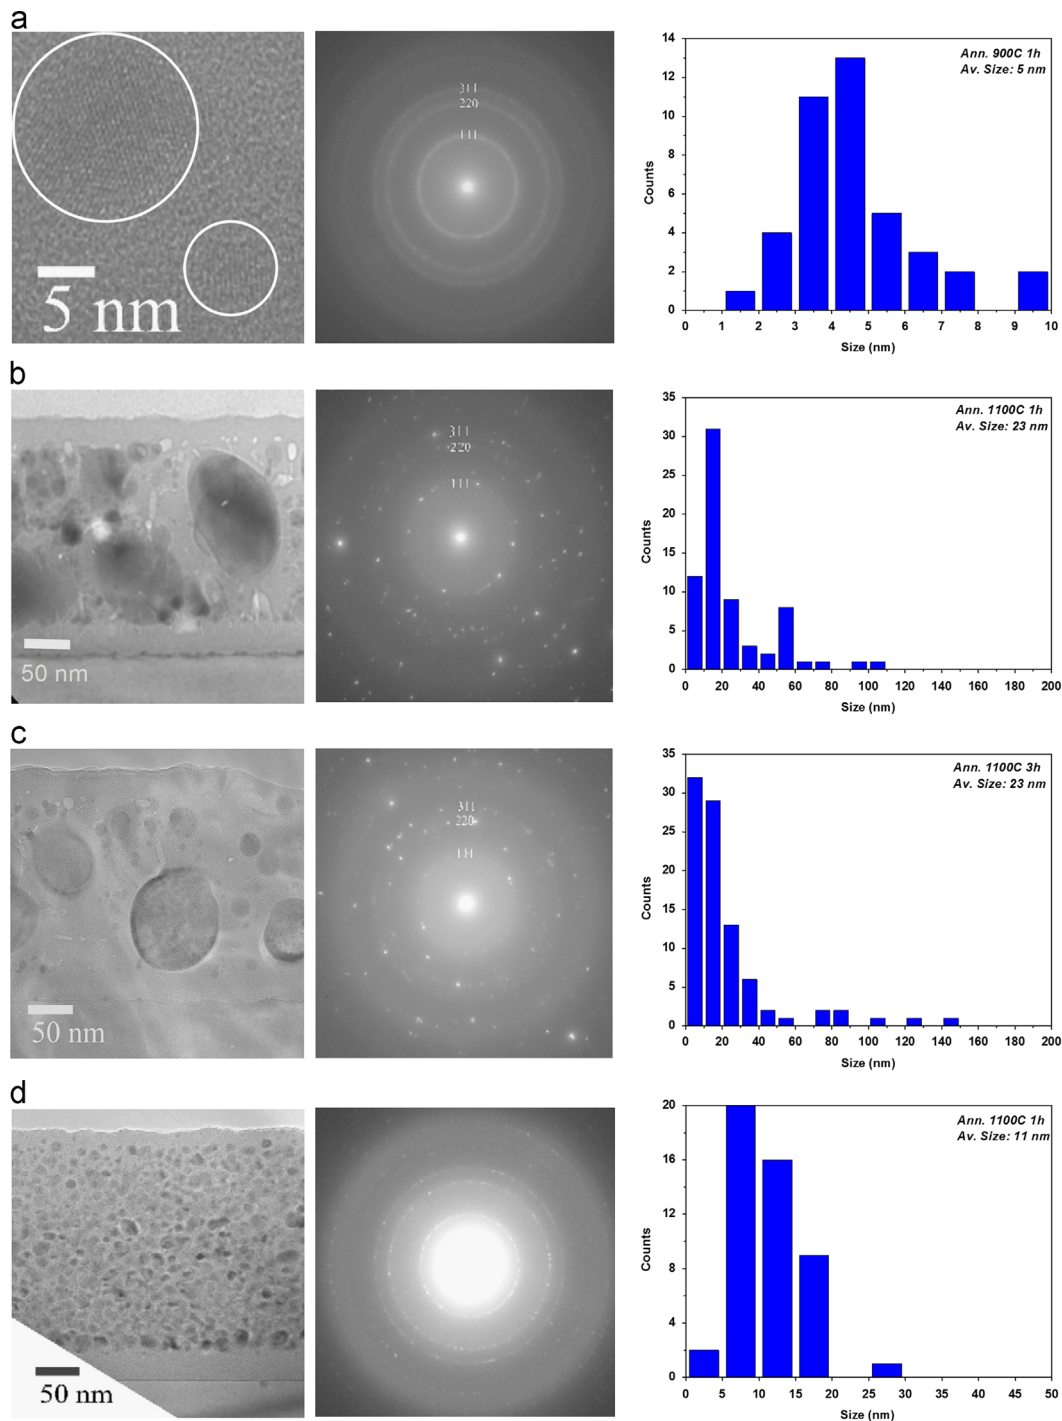 a
5 nm
311
220
111
Ann. 900C 1h
Av. Size: 5 nm
14
12
10
8
6
4
2
0
Counts
0 1 2 3 4 5 6 7 8 9 10
Size (nm)
b
50 nm
311
220
111
Ann. 1100C 1h
Av. Size: 23 nm
35
30
25
20
15
10
5
0
Counts
0 20 40 60 80 100 120 140 160 180 200
Size (nm)
c
50 nm
311
220
111
Ann. 1100C 3h
Av. Size: 23 nm
35
30
25
20
15
10
5
0
Counts
0 20 40 60 80 100 120 140 160 180 200
Size (nm)
d
50 nm
Ann. 1100C 1h
Av. Size: 11 nm
20
16
12
8
4
0
Counts
0 5 10 15 20 25 30 35 40 45 50
Size (nm)